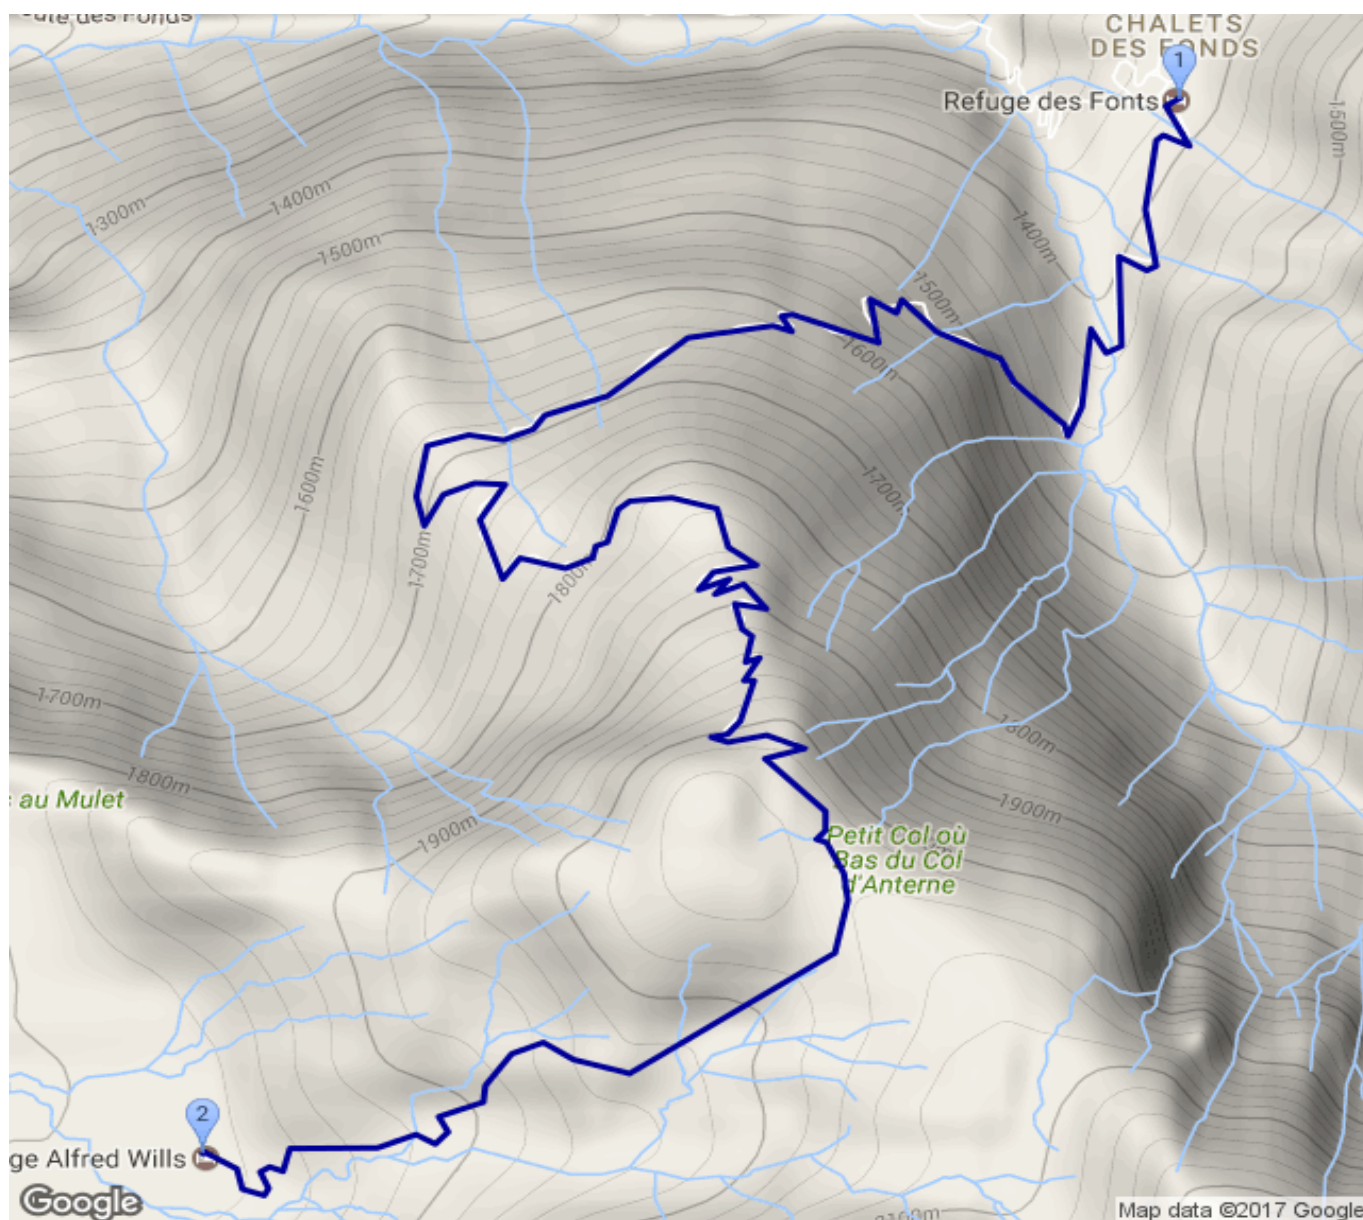 des Fonds
CHALETS
DES FONDS
1
Refuge des Fonts
1500m
1300m
1400m
1500m
1400m
1500m
1600m
1600m
1700m
1700m
1800m
1700m
1800m
1800m
1900m
1900m
au Mulet
Petit Col où
Bas du Col
d'Anterne
2
ge Alfred Wills
Google
Map data ©2017 Google